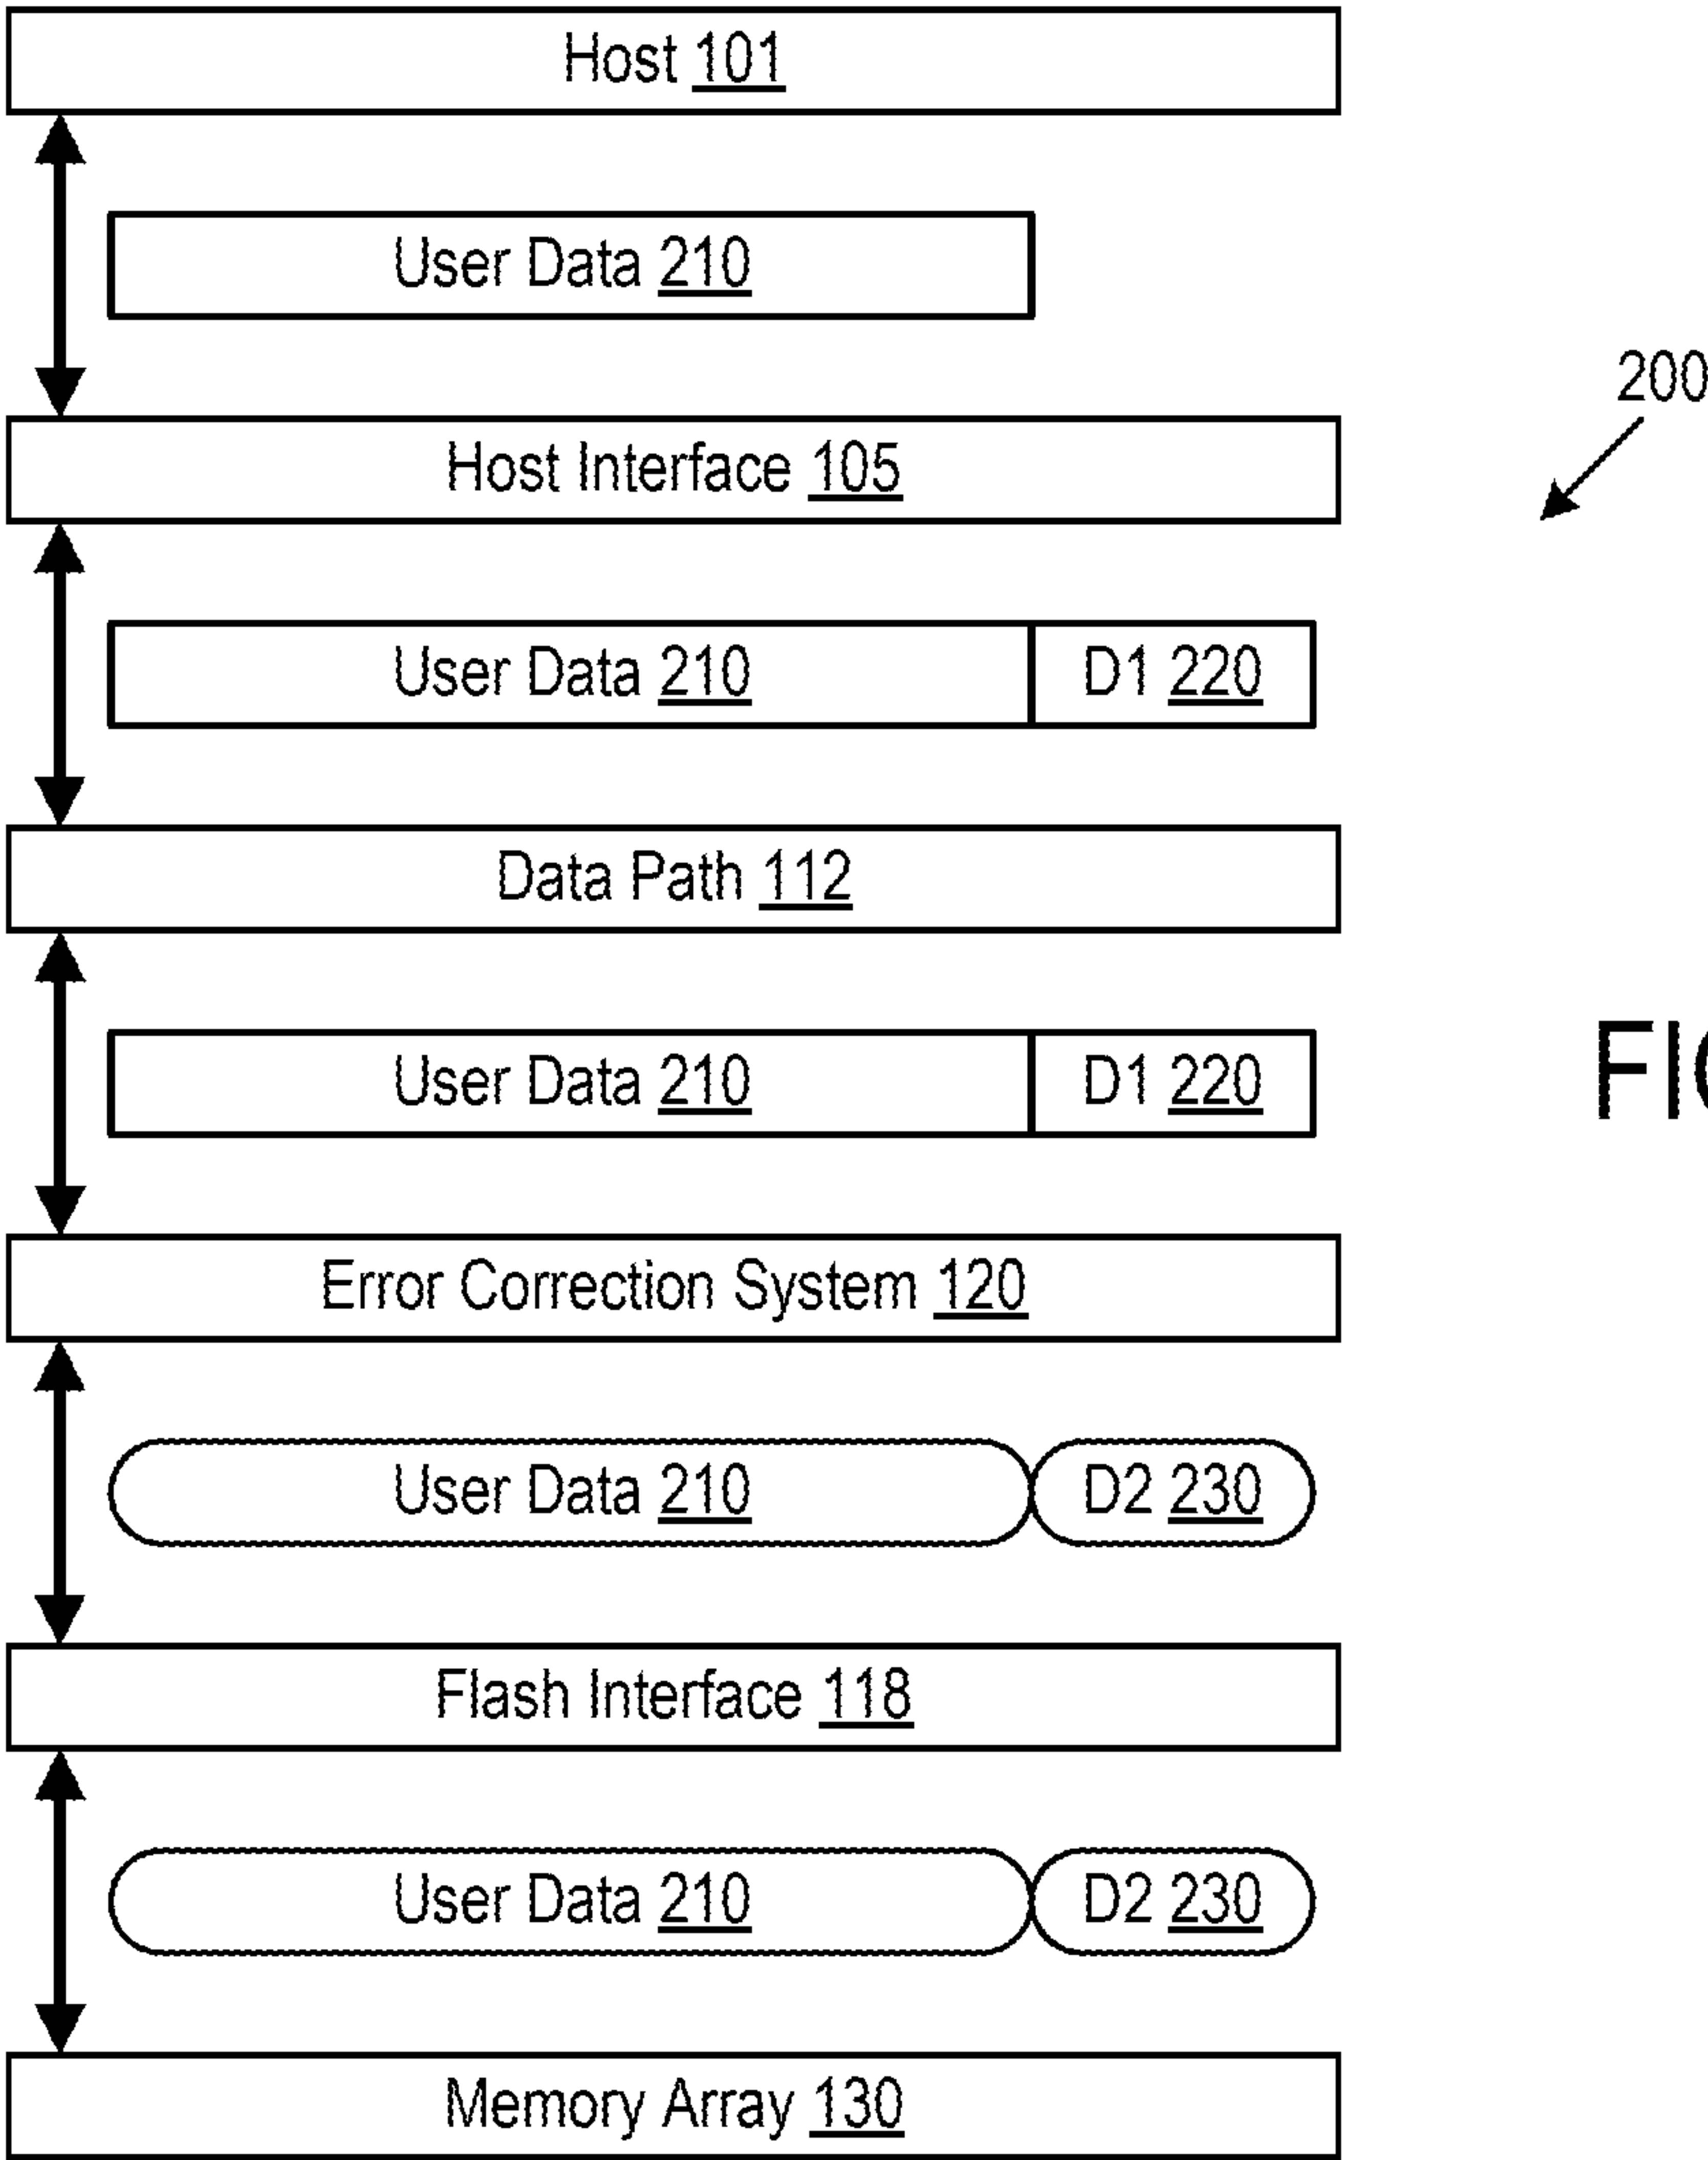 Host 101
User Data 210
200
Host Interface 105
User Data 210 D1 220
Data Path 112
User Data 210 D1 220
Error Correction System 120
User Data 210 D2 230
Flash Interface 118
User Data 210 D2 230
Memory Array 130